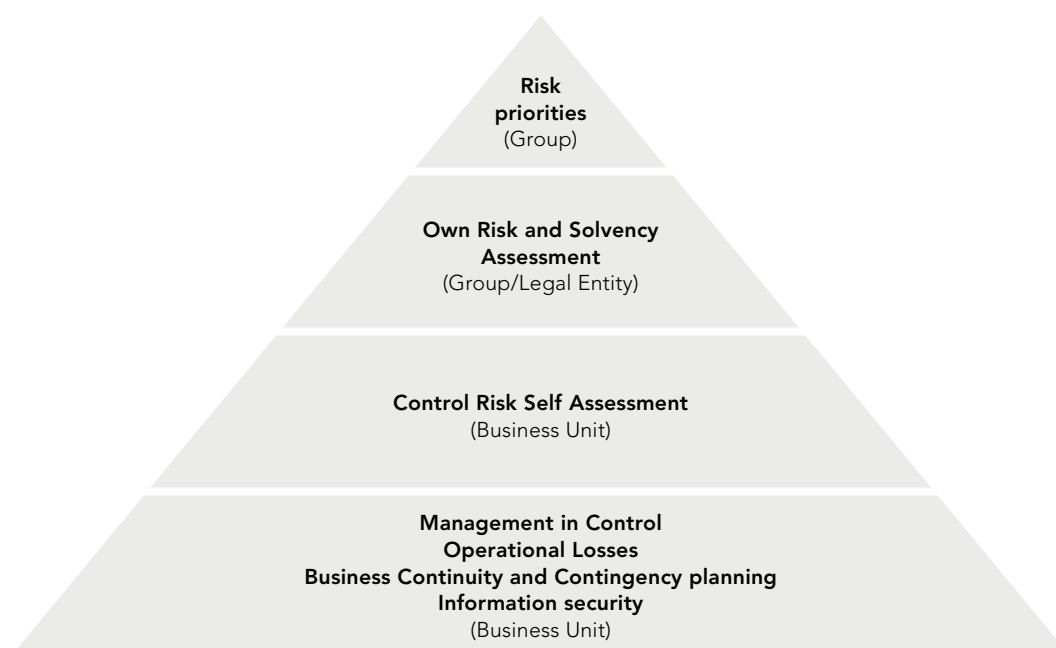 Risk
priorities
(Group)
Own Risk and Solvency
Assessment
(Group/Legal Entity)
Control Risk Self Assessment
(Business Unit)
Management in Control
Operational Losses
Business Continuity and Contingency planning
Information security
(Business Unit)